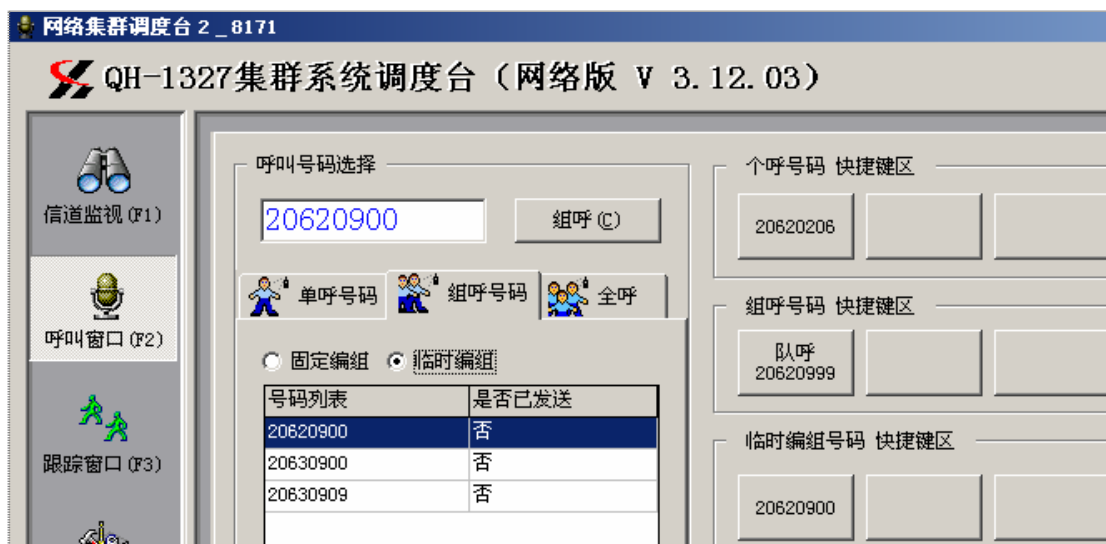 网络集群调度台2_8171
QH-1327集群系统调度台（网络版 V 3.12.03）
信道监视(F1)
呼叫窗口(F2)
跟踪窗口(F3)
呼叫号码选择
20620900
组呼(C)
单呼号码
组呼号码
全呼
固定编组
临时编组
号码列表 是否已发送
20620900 否
20630900 否
20630909 否
个呼号码 快捷键区
20620206
组呼号码 快捷键区
队呼
20620999
临时编组号码 快捷键区
20620900